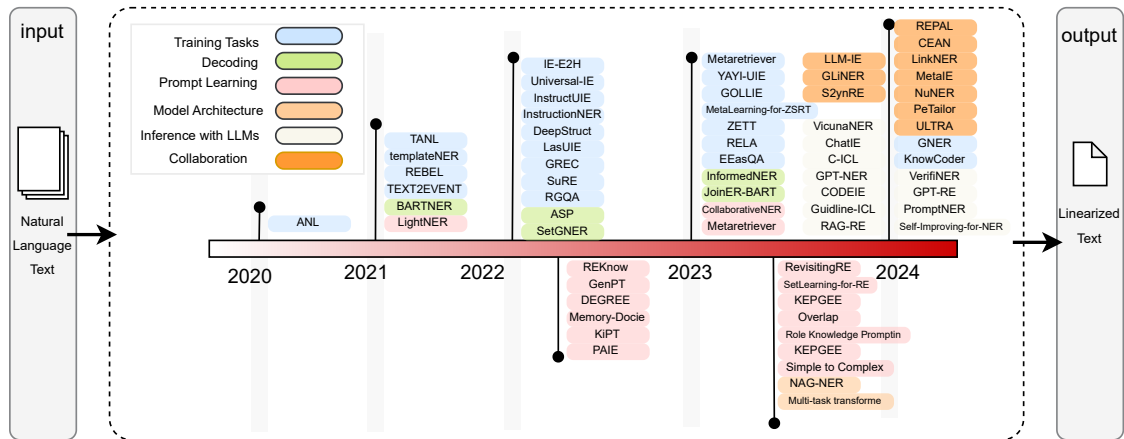 input
Natural
Language
Text
Training Tasks
Decoding
Prompt Learning
Model Architecture
Inference with LLMs
Collaboration
ANL
TANL
templateNER
REBEL
TEXT2EVENT
BARTNER
LightNER
IE-E2H
Universal-IE
InstructUIE
InstructionNER
DeepStruct
LasUIE
GREC
SuRE
RGQA
ASP
SetGNER
Metaretriever
YAYI-UIE
GOLLIE
MetaLearning-for-ZSRT
ZETT
RELA
EEasQA
InformedNER
JoinER-BART
CollaborativeNER
Metaretriever
LLM-IE
GLiNER
S2ynRE
VicunaNER
ChatIE
C-ICL
GPT-NER
CODEIE
Guidline-ICL
RAG-RE
REPAL
CEAN
LinkNER
MetaIE
NuNER
PeTailor
ULTRA
GNER
KnowCoder
VerifiNER
GPT-RE
PromptNER
Self-Improving-for-NER
2020
2021
2022
2023
2024
REKnow
GenPT
DEGREE
Memory-Docie
KiPT
PAIE
RevisitingRE
SetLearning-for-RE
KEPGEE
Overlap
Role Knowledge Promptin
KEPGEE
Simple to Complex
NAG-NER
Multi-task transforme
output
Linearized
Text